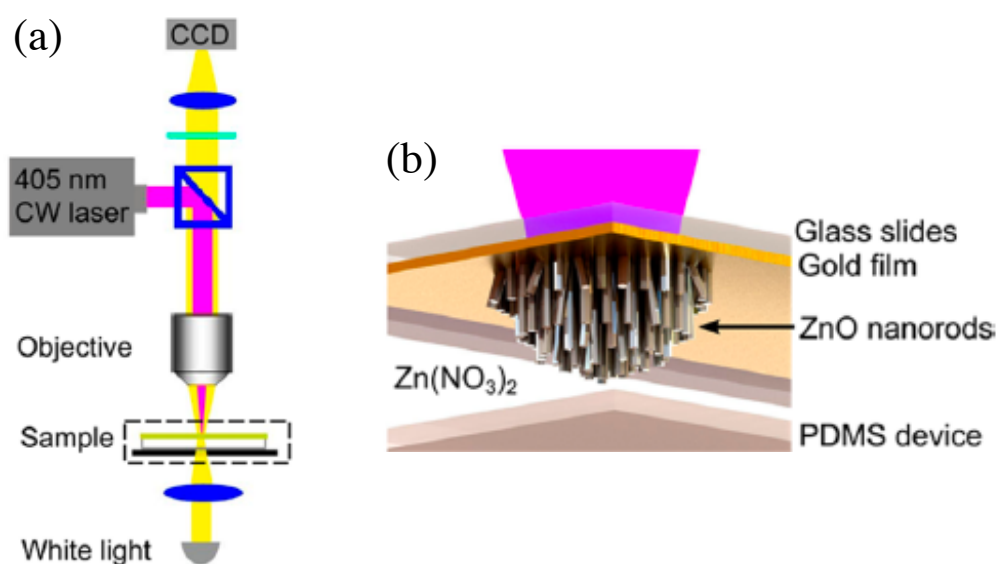 (a)
CCD
405 nm
CW laser
Objective
Sample
White light
(b)
Glass slides
Gold film
ZnO nanorods
Zn(NO3)2
PDMS device